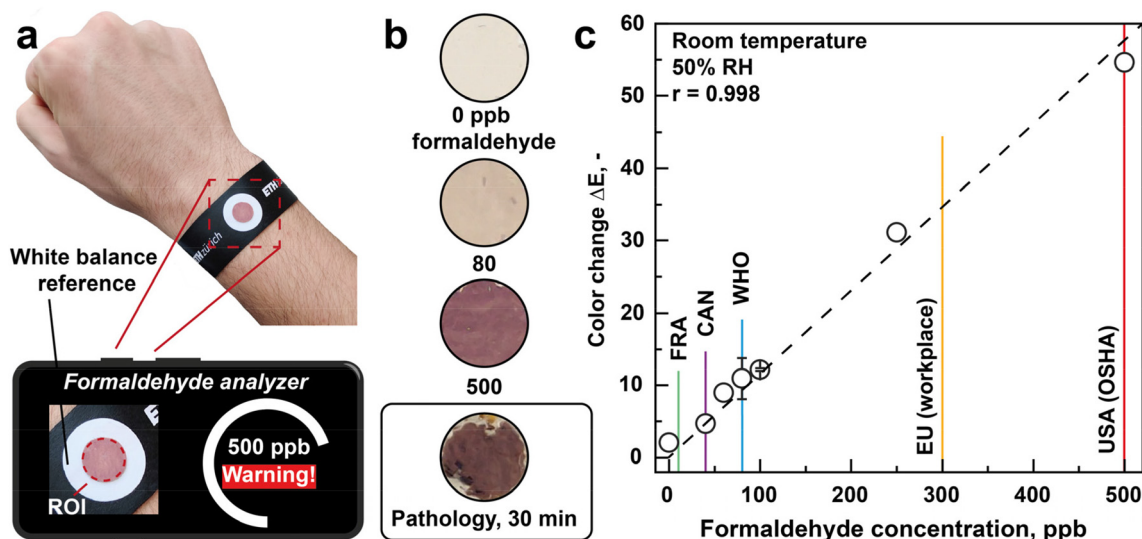 a
ETH
ETH zürich
White balance
reference
Formaldehyde analyzer
500 ppb
Warning!
ROI
b
0 ppb
formaldehyde
80
500
Pathology, 30 min
c
Room temperature
50% RH
r = 0.998
Color change ΔE, -
60
50
40
30
20
10
0
FRA
CAN
WHO
EU (workplace)
USA (OSHA)
0
100
200
300
400
500
Formaldehyde concentration, ppb